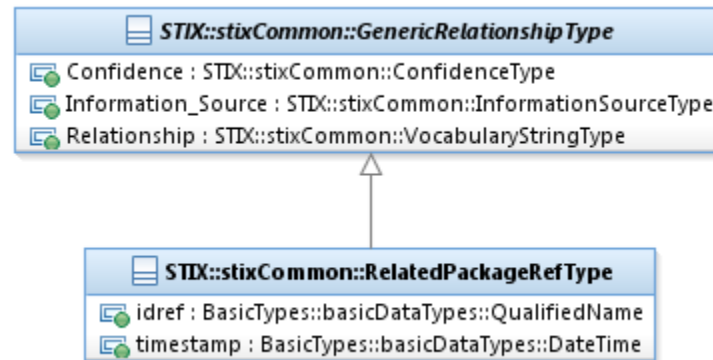 STIX::stixCommon::GenericRelationshipType
Confidence : STIX::stixCommon::ConfidenceType
Information_Source : STIX::stixCommon::InformationSourceType
Relationship : STIX::stixCommon::VocabularyStringType
STIX::stixCommon::RelatedPackageRefType
idref : BasicTypes::basicDataTypes::QualifiedName
timestamp : BasicTypes::basicDataTypes::DateTime